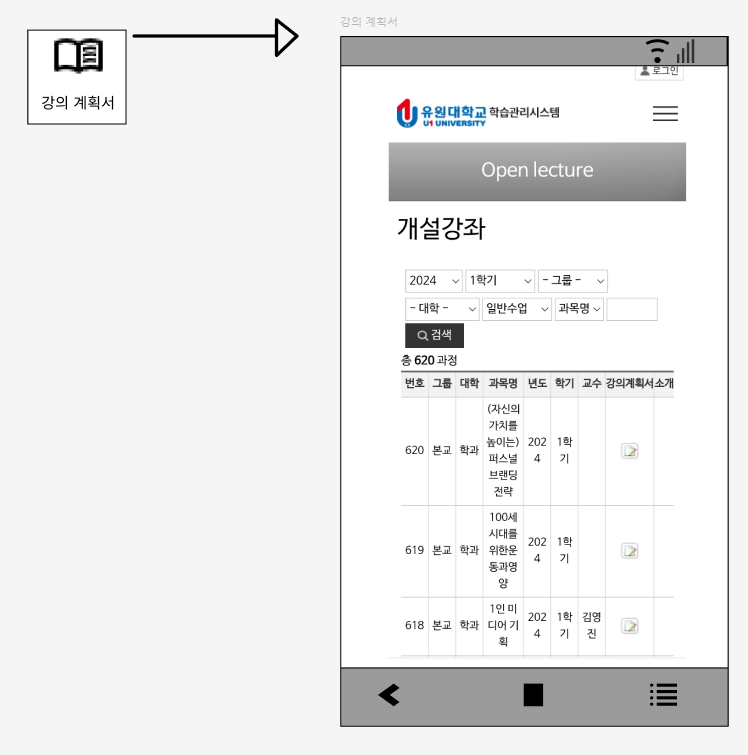 강의 계획서
강의 계획서
로그인
유원대학교 학습관리시스템
U1 UNIVERSITY
Open lecture
개설강좌
2024 1학기 - 그룹 -
- 대학 - 일반수업 과목명
검색
총 620 과정
번호 그룹 대학 과목명 년도 학기 교수 강의계획서 소개
(자신의
가치를
높이는)
620 본교 학과 퍼스널 2024 1학기
브랜딩
전략
100세
시대를
619 본교 학과 위한운 2024 1학기
동과영
양
1인 미
618 본교 학과 디어 기 2024 1학기 김영진
획